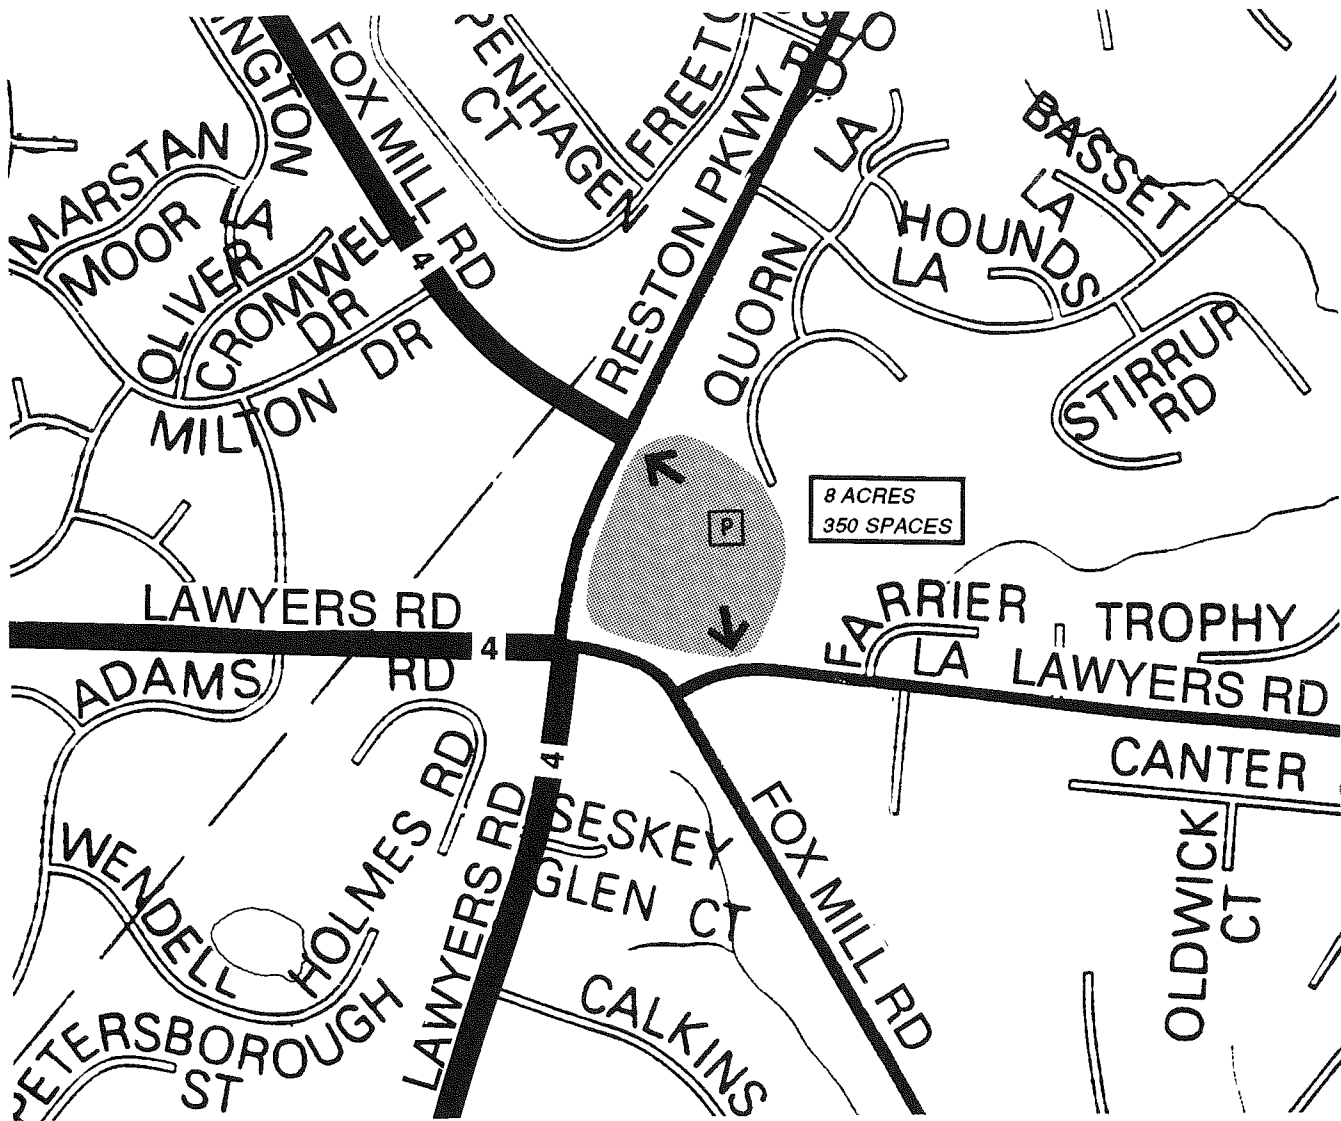 NGTON
LA
FOX MILL RD
PENHAGEN
CT
RESTON PKWY
LA
QUORN
BASSET
LA
HOUNDS
LA
STIRRUP
RD
MARSTAN
MOOR
OLIVER
CROMWELL
DR
MILTON DR
4
8 ACRES
350 SPACES
P
LAWYERS RD
4
FARRIER
LA
TROPHY
LAWYERS RD
ADAMS
RD
4
CANTER
OLDWICK
CT
HOLMES RD
WENDELL
LAWYERS RD
SESKEY
GLEN CT
FOX MILL RD
CALKINS
PETERSBOROUGH
ST